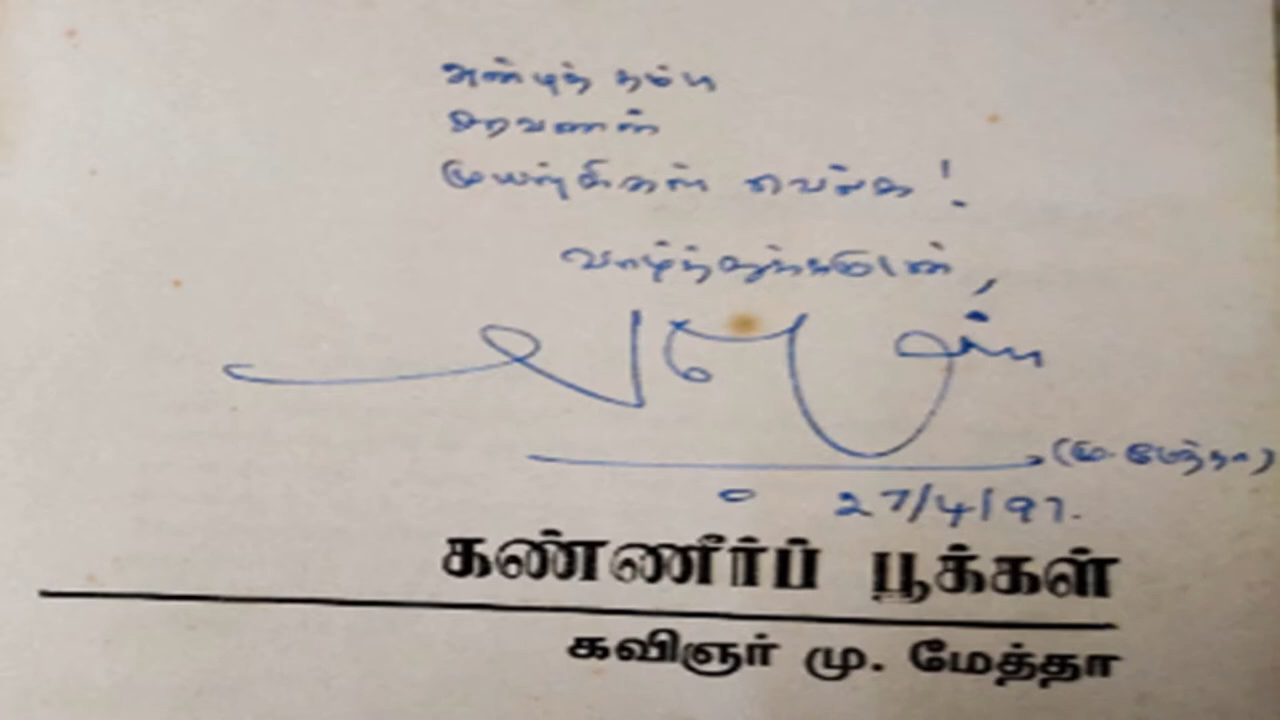 அன்புத் தம்பி
சரவணன்
முயற்சிகள் வெல்க!
வாழ்த்துக்களுடன்,
(மு. மேத்தா)
27/4/97.
கண்ணீர்ப் பூக்கள்
கவிஞர் மு. மேத்தா